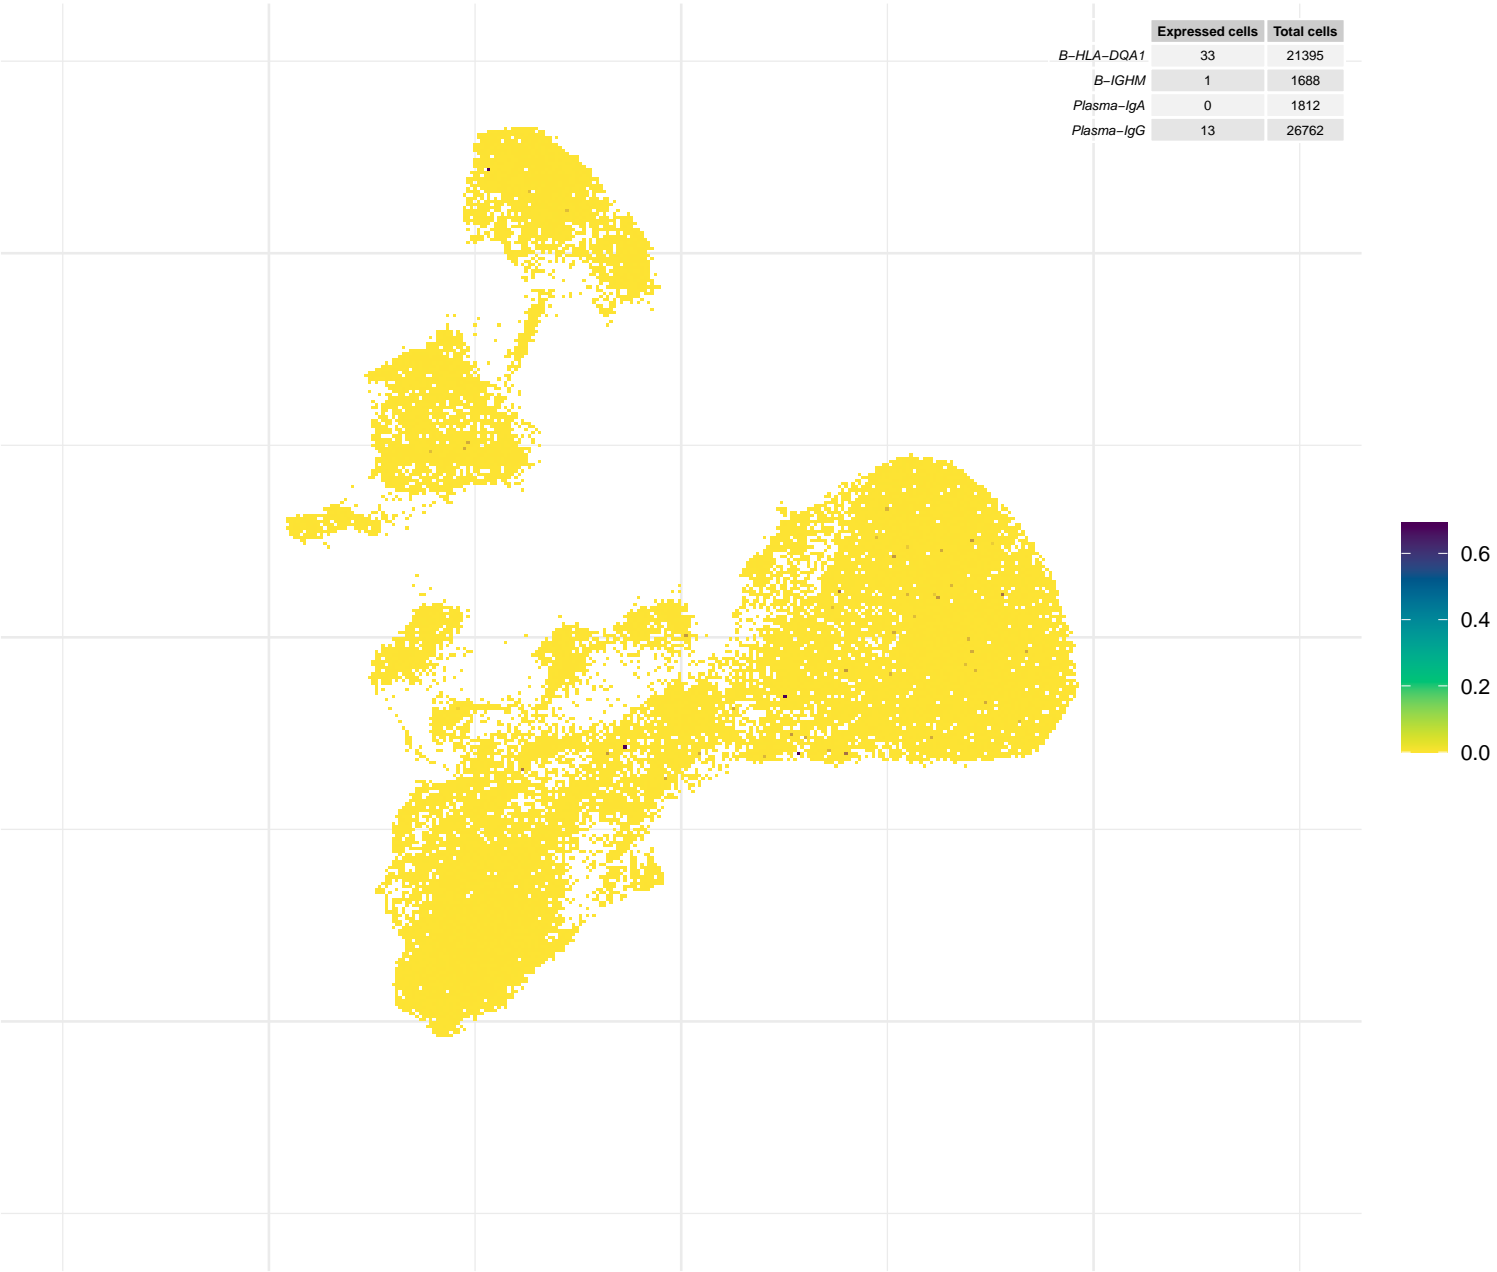 Expressed cells Total cells
B−HLA−DQA1 33 21395
B−IGHM 1 1688
Plasma−IgA 0 1812
Plasma−IgG 13 26762
0.6
0.4
0.2
0.0